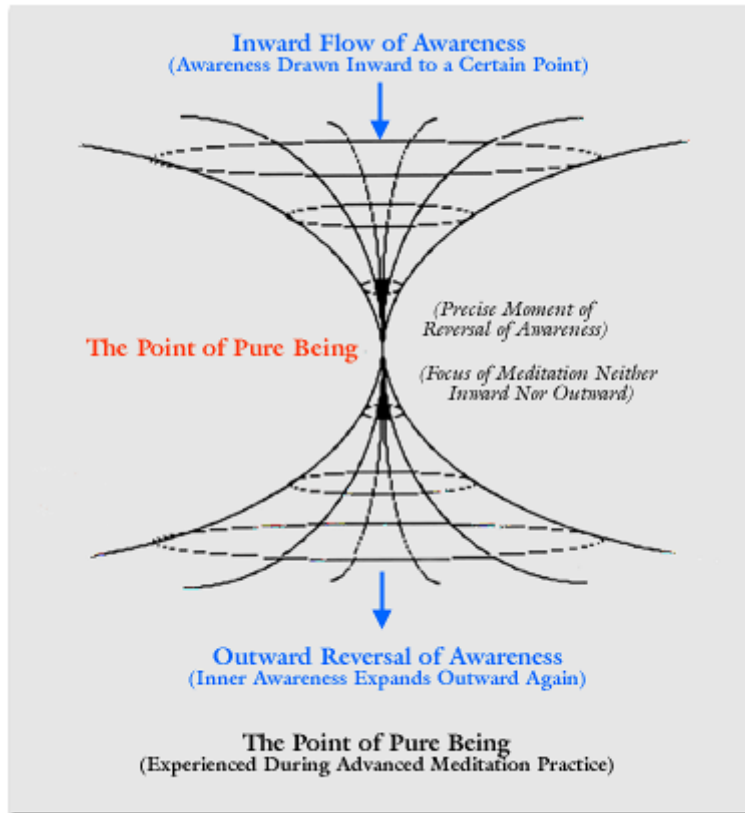 Inward Flow of Awareness
(Awareness Drawn Inward to a Certain Point)
(Precise Moment of
Reversal of Awareness)
The Point of Pure Being
(Focus of Meditation Neither
Inward Nor Outward)
Outward Reversal of Awareness
(Inner Awareness Expands Outward Again)
The Point of Pure Being
(Experienced During Advanced Meditation Practice)